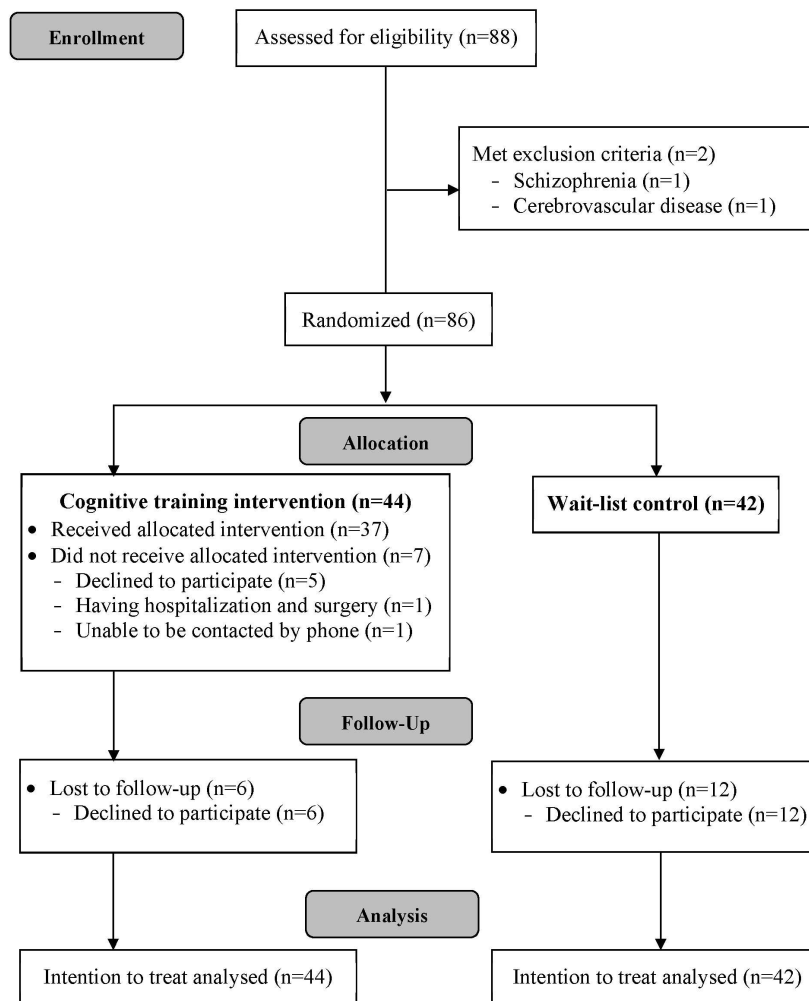 Enrollment
Assessed for eligibility (n=88)
Met exclusion criteria (n=2)
- Schizophrenia (n=1)
- Cerebrovascular disease (n=1)
Randomized (n=86)
Allocation
Cognitive training intervention (n=44)
• Received allocated intervention (n=37)
• Did not receive allocated intervention (n=7)
- Declined to participate (n=5)
- Having hospitalization and surgery (n=1)
- Unable to be contacted by phone (n=1)
Wait-list control (n=42)
Follow-Up
• Lost to follow-up (n=6)
- Declined to participate (n=6)
• Lost to follow-up (n=12)
- Declined to participate (n=12)
Analysis
Intention to treat analysed (n=44)
Intention to treat analysed (n=42)